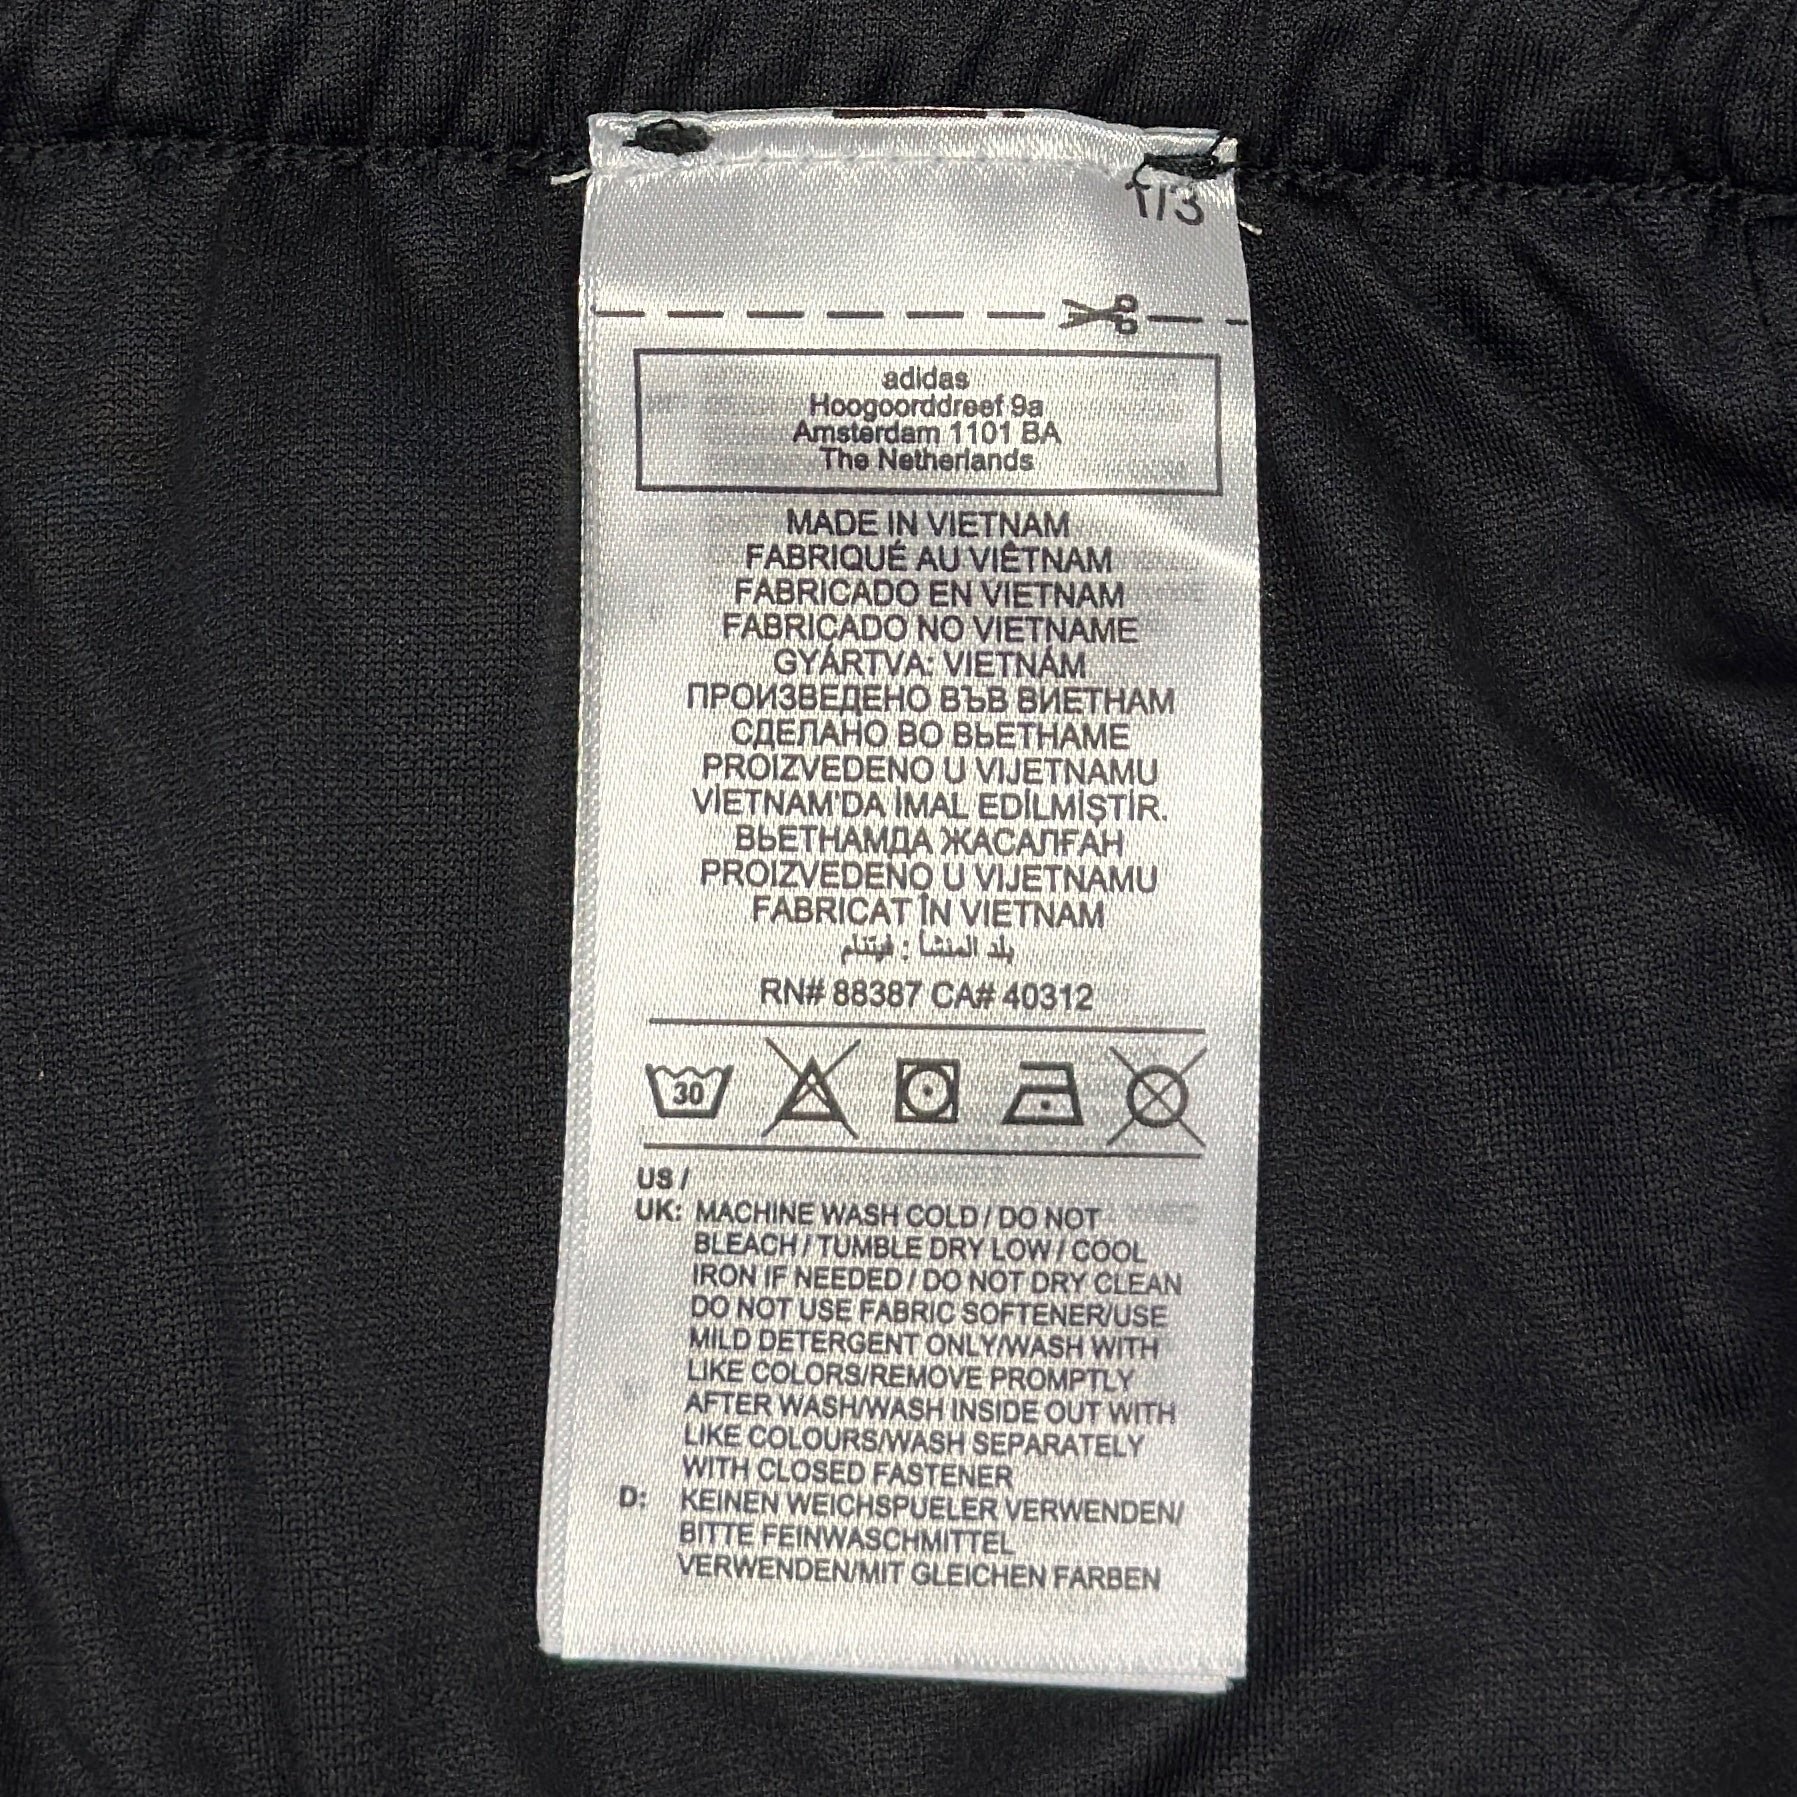 1/3
adidas
Hoogoorddreef 9a
Amsterdam 1101 BA
The Netherlands
MADE IN VIETNAM
FABRIQUÉ AU VIÊTNAM
FABRICADO EN VIETNAM
FABRICADO NO VIETNAME
GYÁRTVA: VIETNÁM
ПРОИЗВЕДЕНО ВЪВ ВИЕТНАМ
СДЕЛАНО ВО ВЬЕТНАМЕ
PROIZVEDENO U VIJETNAMU
VİETNAM'DA İMAL EDİLMİŞTİR.
ВЬЕТНАМДА ЖАСАЛҒАН
PROIZVEDENO U VIJETNAMU
FABRICAT ÎN VIETNAM
بلد المنشأ : فيتنام
RN# 88387 CA# 40312
30
US /
UK: MACHINE WASH COLD / DO NOT
BLEACH / TUMBLE DRY LOW / COOL
IRON IF NEEDED / DO NOT DRY CLEAN
DO NOT USE FABRIC SOFTENER/USE
MILD DETERGENT ONLY/WASH WITH
LIKE COLORS/REMOVE PROMPTLY
AFTER WASH/WASH INSIDE OUT WITH
LIKE COLOURS/WASH SEPARATELY
WITH CLOSED FASTENER
D: KEINEN WEICHSPUELER VERWENDEN/
BITTE FEINWASCHMITTEL
VERWENDEN/MIT GLEICHEN FARBEN